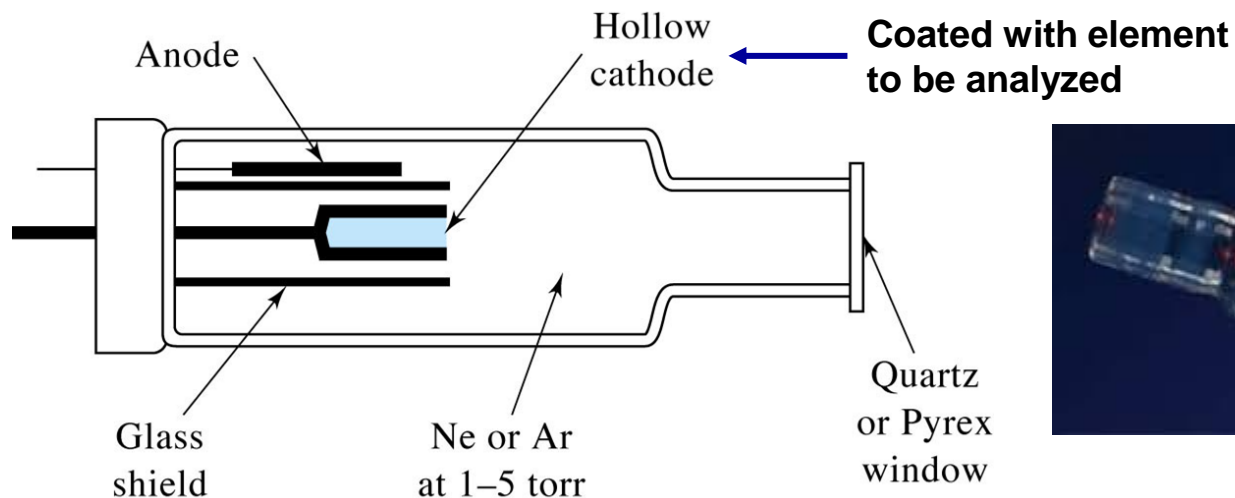 Anode
Hollow
cathode
Coated with element
to be analyzed
Glass
shield
Ne or Ar
at 1–5 torr
Quartz
or Pyrex
window